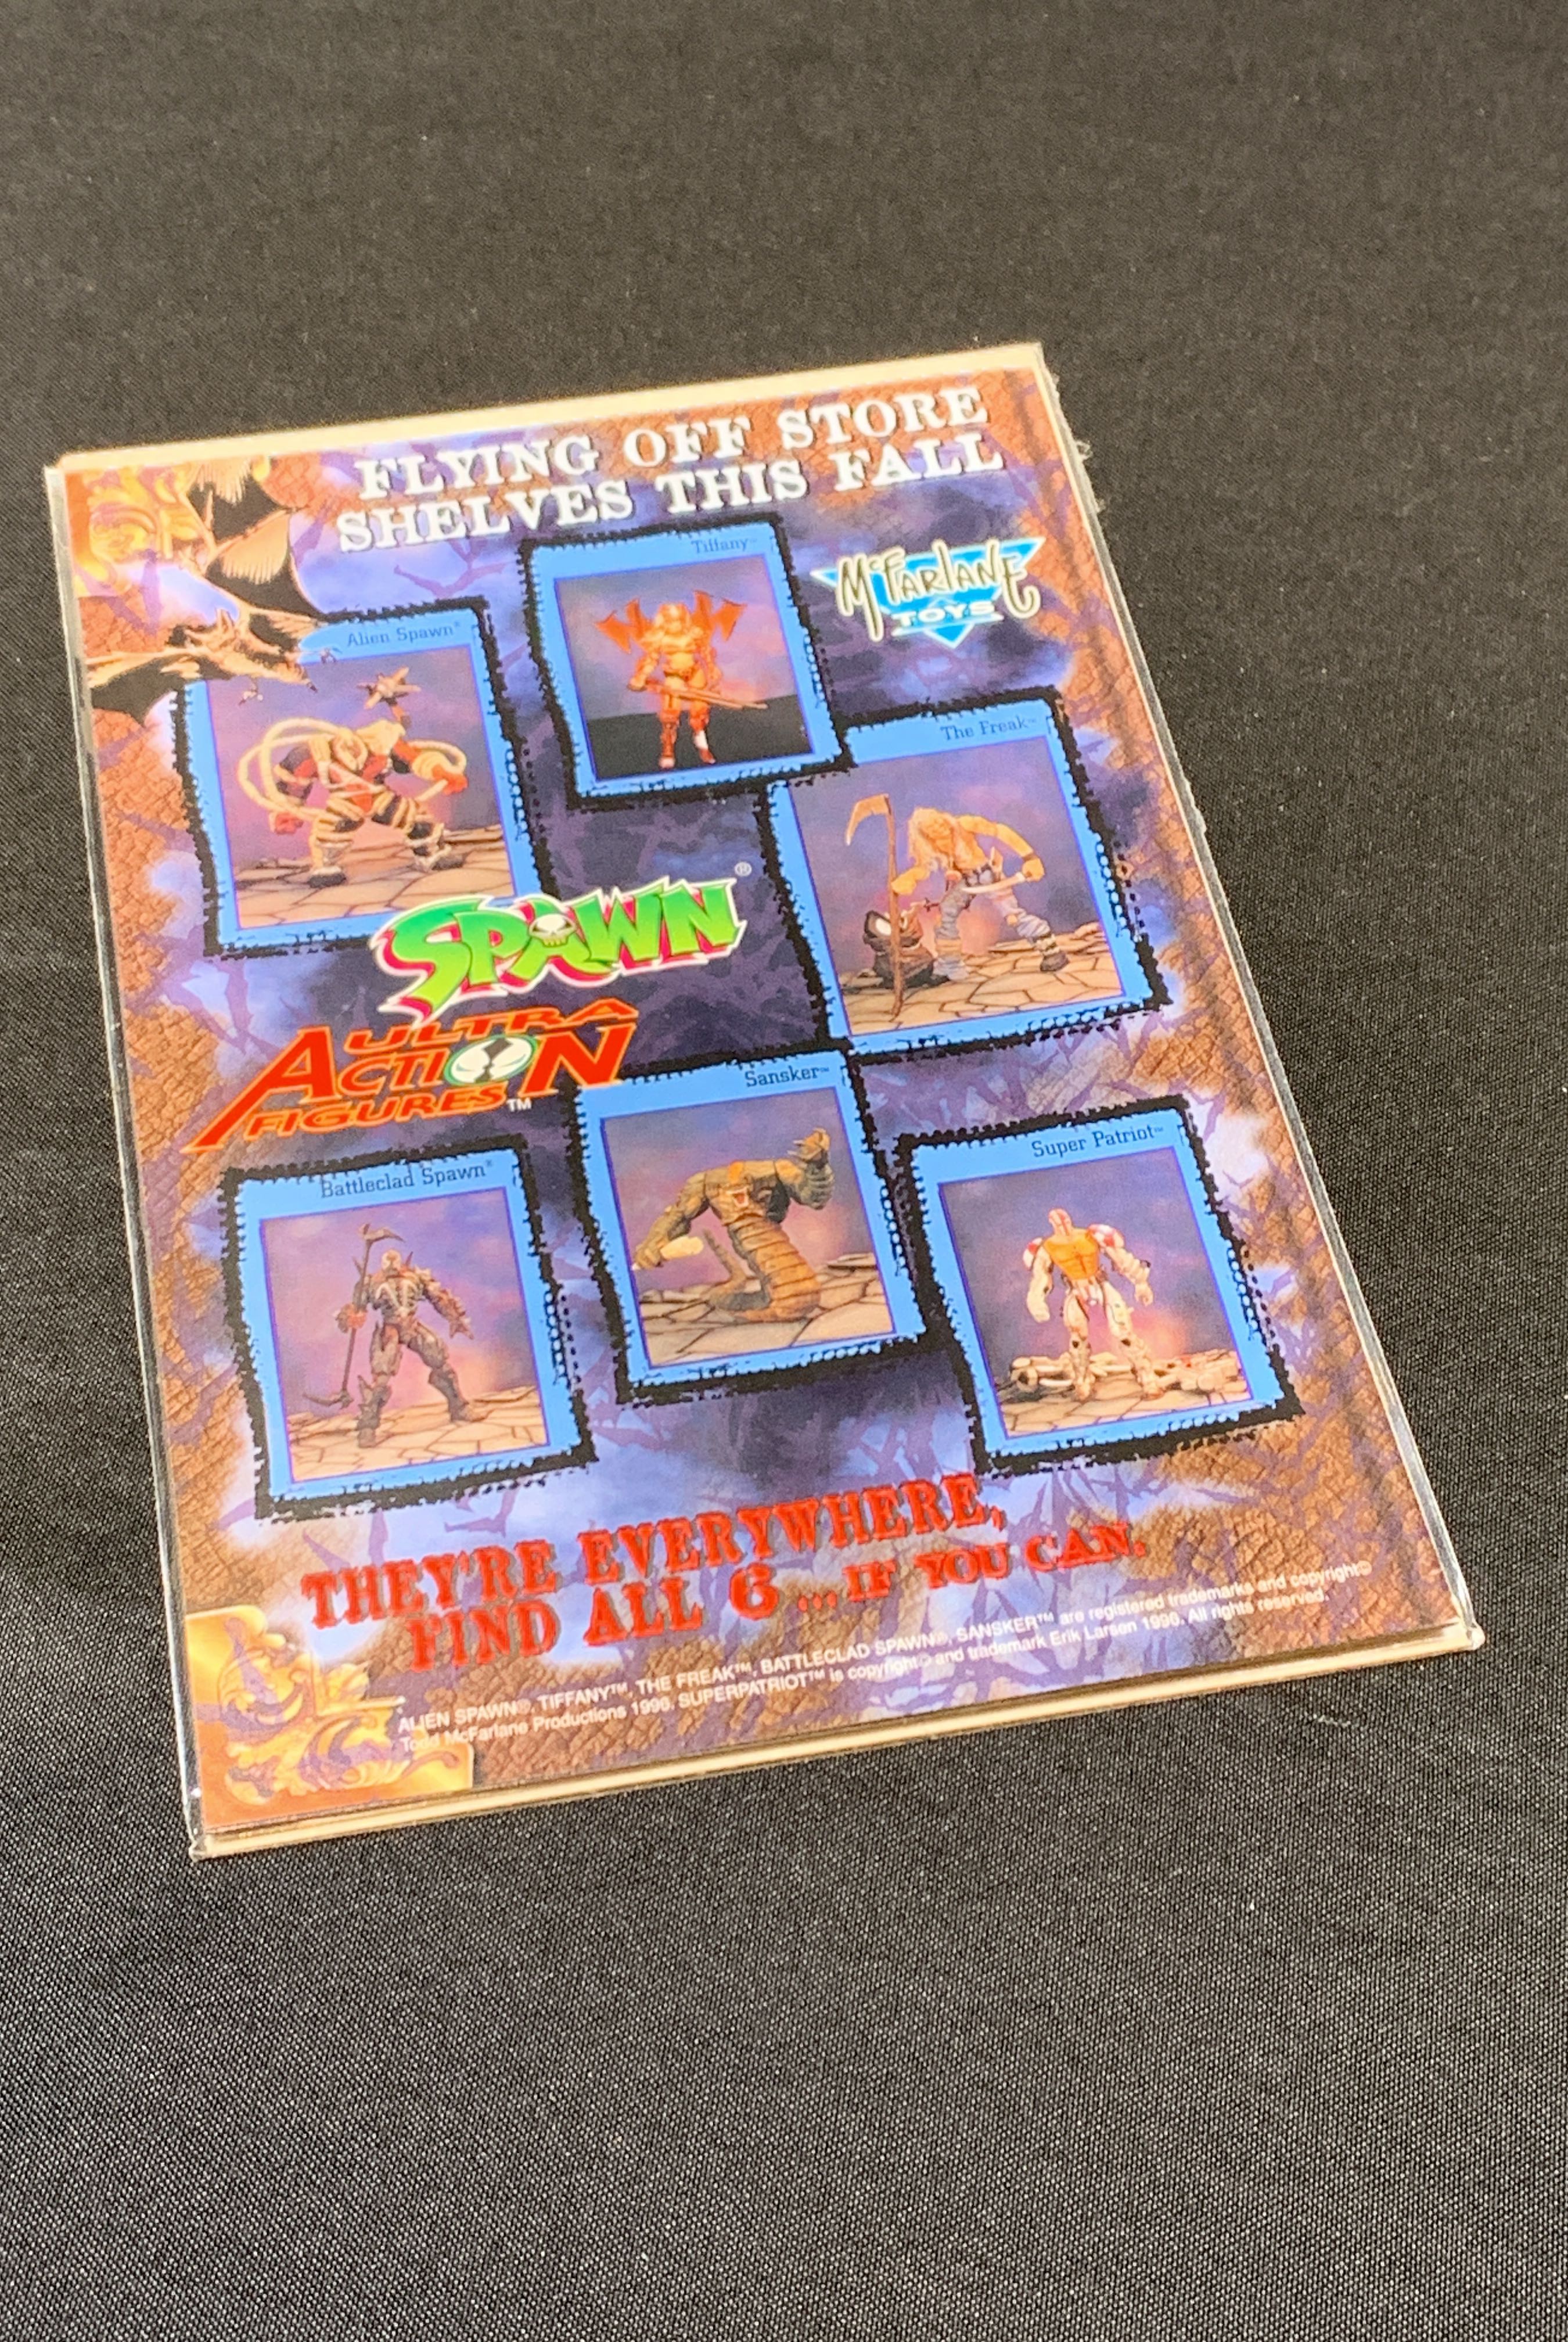 FLYING OFF STORE
SHELVES THIS FALL
Tiffany™
McFARLANE
TOYS
Alien Spawn®
The Freak™
SPAWN®
ULTRA
ACTION
FIGURES™
Sansker™
Super Patriot™
Battleclad Spawn®
THEY'RE EVERYWHERE,
FIND ALL 6 ...IF YOU CAN.
ALIEN SPAWN®, TIFFANY™, THE FREAK™, BATTLECLAD SPAWN®, SANSKER™ are registered trademarks and copyright©
Todd McFarlane Productions 1996. SUPERPATRIOT™ is copyright© and trademark Erik Larsen 1996. All rights reserved.